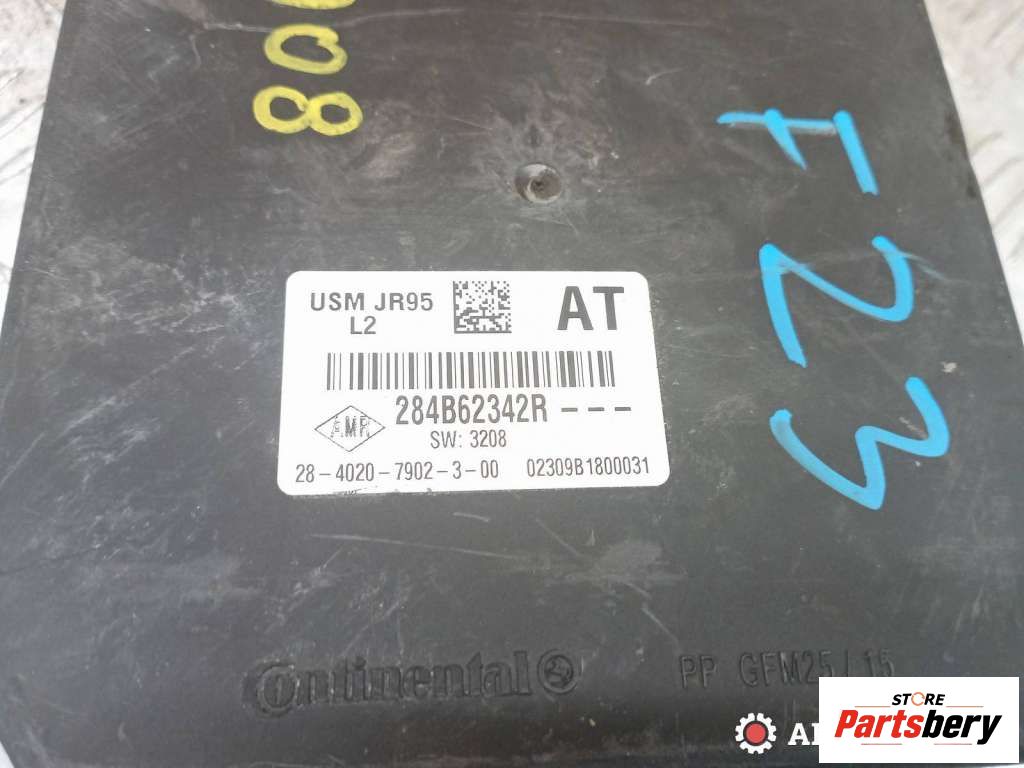 808
F23
USM JR95
L2
AT
284B62342R ---
AMR
SW: 3208
28-4020-7902-3-00 02309B1800031
Continental
PP GFM25/15
STORE
Partsbery